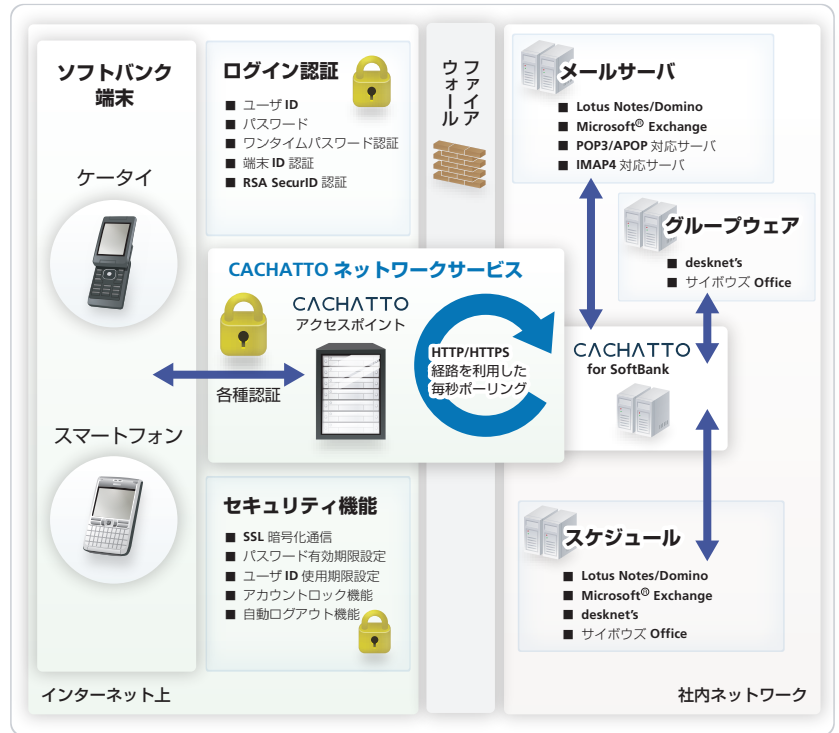 ソフトバンク
端末
ケータイ
スマートフォン
インターネット上
ログイン認証
■ ユーザ ID
■ パスワード
■ ワンタイムパスワード認証
■ 端末 ID 認証
■ RSA SecurID 認証
CACHATTO ネットワークサービス
CACHATTO
アクセスポイント
各種認証
HTTP/HTTPS
経路を利用した
毎秒ポーリング
セキュリティ機能
■ SSL 暗号化通信
■ パスワード有効期限設定
■ ユーザ ID 使用期限設定
■ アカウントロック機能
■ 自動ログアウト機能
ファイア
ウォール
メールサーバ
■ Lotus Notes/Domino
■ Microsoft® Exchange
■ POP3/APOP 対応サーバ
■ IMAP4 対応サーバ
グループウェア
■ desknet's
■ サイボウズ Office
CACHATTO
for SoftBank
スケジュール
■ Lotus Notes/Domino
■ Microsoft® Exchange
■ desknet's
■ サイボウズ Office
社内ネットワーク